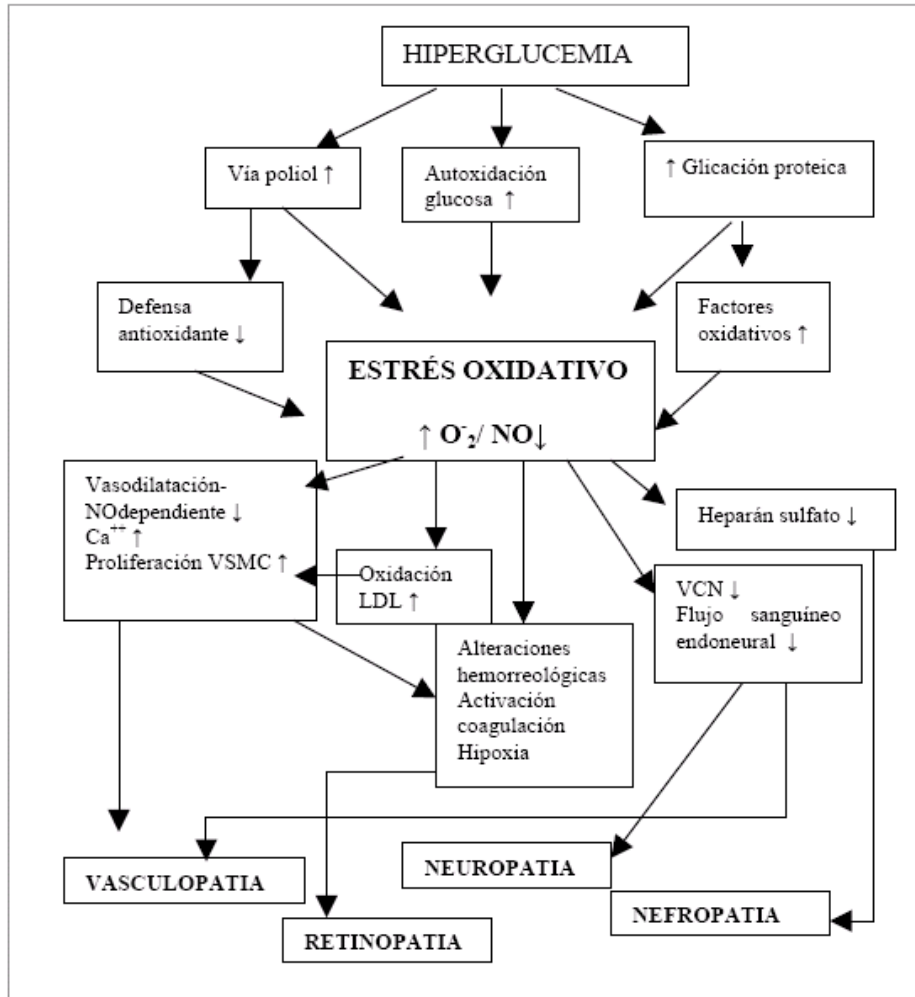 HIPERGLUCEMIA
Vía poliol ↑
Autoxidación
glucosa ↑
↑ Glicación proteica
Defensa
antioxidante ↓
Factores
oxidativos ↑
ESTRÉS OXIDATIVO
↑ O⁻₂/ NO↓
Vasodilatación-
NOdependiente ↓
Ca⁺⁺ ↑
Proliferación VSMC ↑
Oxidación
LDL ↑
Heparán sulfato ↓
VCN ↓
Flujo sanguíneo
endoneural ↓
Alteraciones
hemorreológicas
Activación
coagulación
Hipoxia
VASCULOPATIA
NEUROPATIA
NEFROPATIA
RETINOPATIA